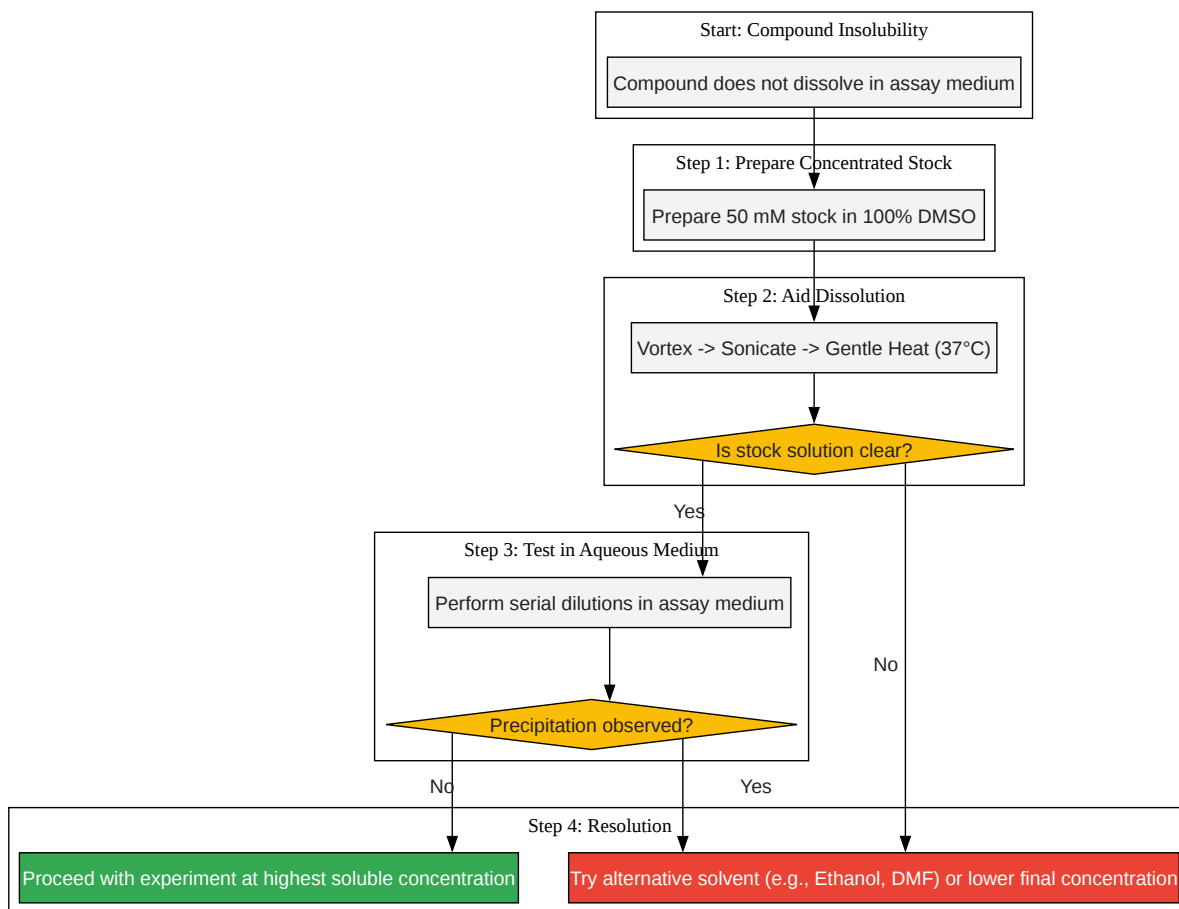 Start: Compound Insolubility
Compound does not dissolve in assay medium
Step 1: Prepare Concentrated Stock
Prepare 50 mM stock in 100% DMSO
Step 2: Aid Dissolution
Vortex -> Sonicate -> Gentle Heat (37°C)
Is stock solution clear?
Yes
Step 3: Test in Aqueous Medium
Perform serial dilutions in assay medium
No
Precipitation observed?
No
Yes
Step 4: Resolution
Proceed with experiment at highest soluble concentration
Try alternative solvent (e.g., Ethanol, DMF) or lower final concentration